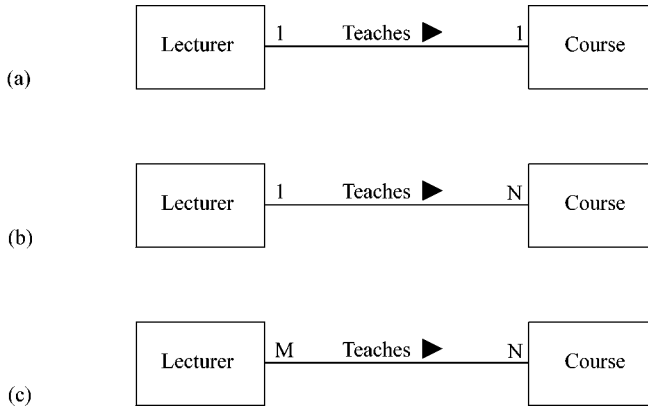 Lecturer 1 Teaches ▶ 1 Course
(a)
Lecturer 1 Teaches ▶ N Course
(b)
Lecturer M Teaches ▶ N Course
(c)